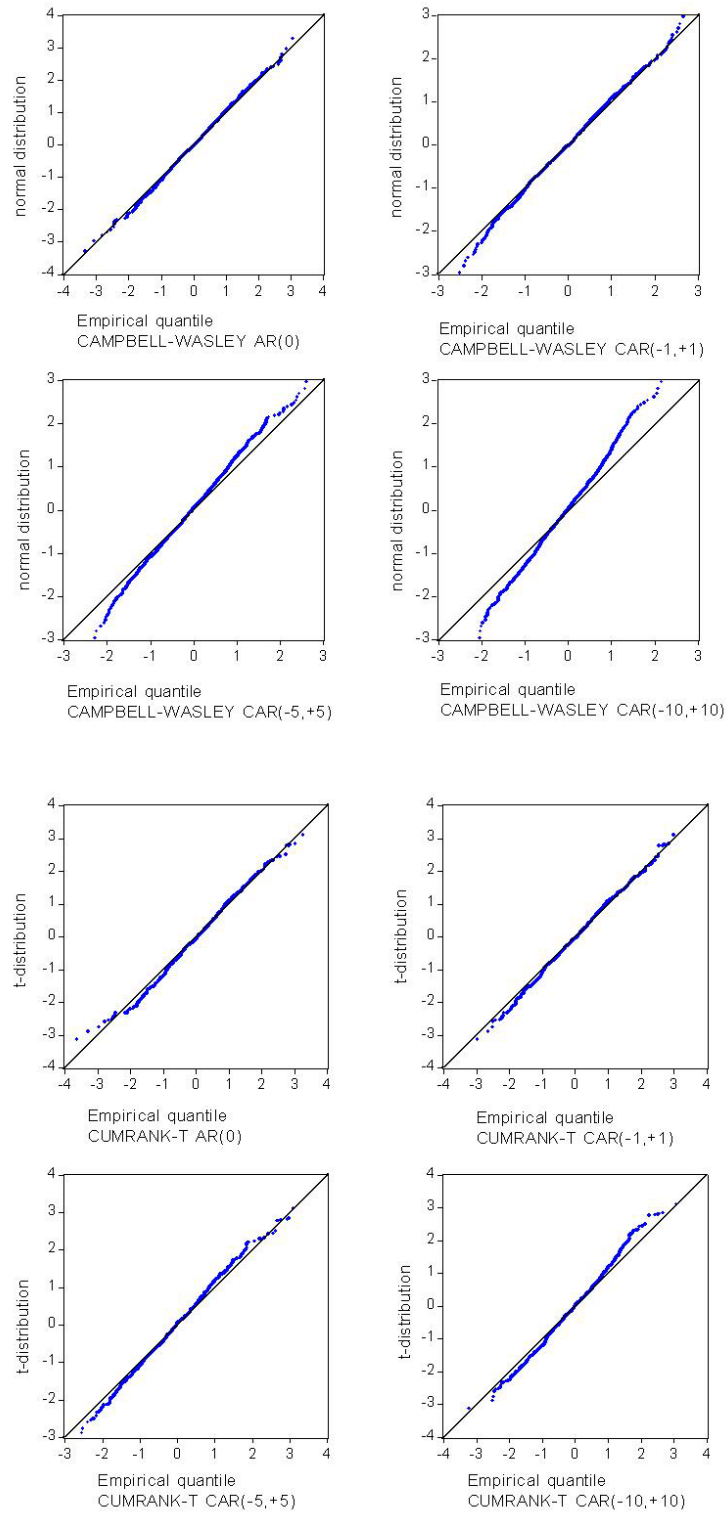 4
3
2
1
0
-1
-2
-3
-4
-4 -3 -2 -1 0 1 2 3 4
normal distribution
Empirical quantile
CAMPBELL-WASLEY AR(0)
3
2
1
0
-1
-2
-3
-3 -2 -1 0 1 2 3
normal distribution
Empirical quantile
CAMPBELL-WASLEY CAR(-1,+1)
3
2
1
0
-1
-2
-3
-3 -2 -1 0 1 2 3
normal distribution
Empirical quantile
CAMPBELL-WASLEY CAR(-5,+5)
3
2
1
0
-1
-2
-3
-3 -2 -1 0 1 2 3
normal distribution
Empirical quantile
CAMPBELL-WASLEY CAR(-10,+10)
4
3
2
1
0
-1
-2
-3
-4
-4 -3 -2 -1 0 1 2 3 4
t-distribution
Empirical quantile
CUMRANK-T AR(0)
4
3
2
1
0
-1
-2
-3
-4
-4 -3 -2 -1 0 1 2 3 4
t-distribution
Empirical quantile
CUMRANK-T CAR(-1,+1)
4
3
2
1
0
-1
-2
-3
-3 -2 -1 0 1 2 3 4
t-distribution
Empirical quantile
CUMRANK-T CAR(-5,+5)
4
3
2
1
0
-1
-2
-3
-4
-4 -3 -2 -1 0 1 2 3 4
t-distribution
Empirical quantile
CUMRANK-T CAR(-10,+10)